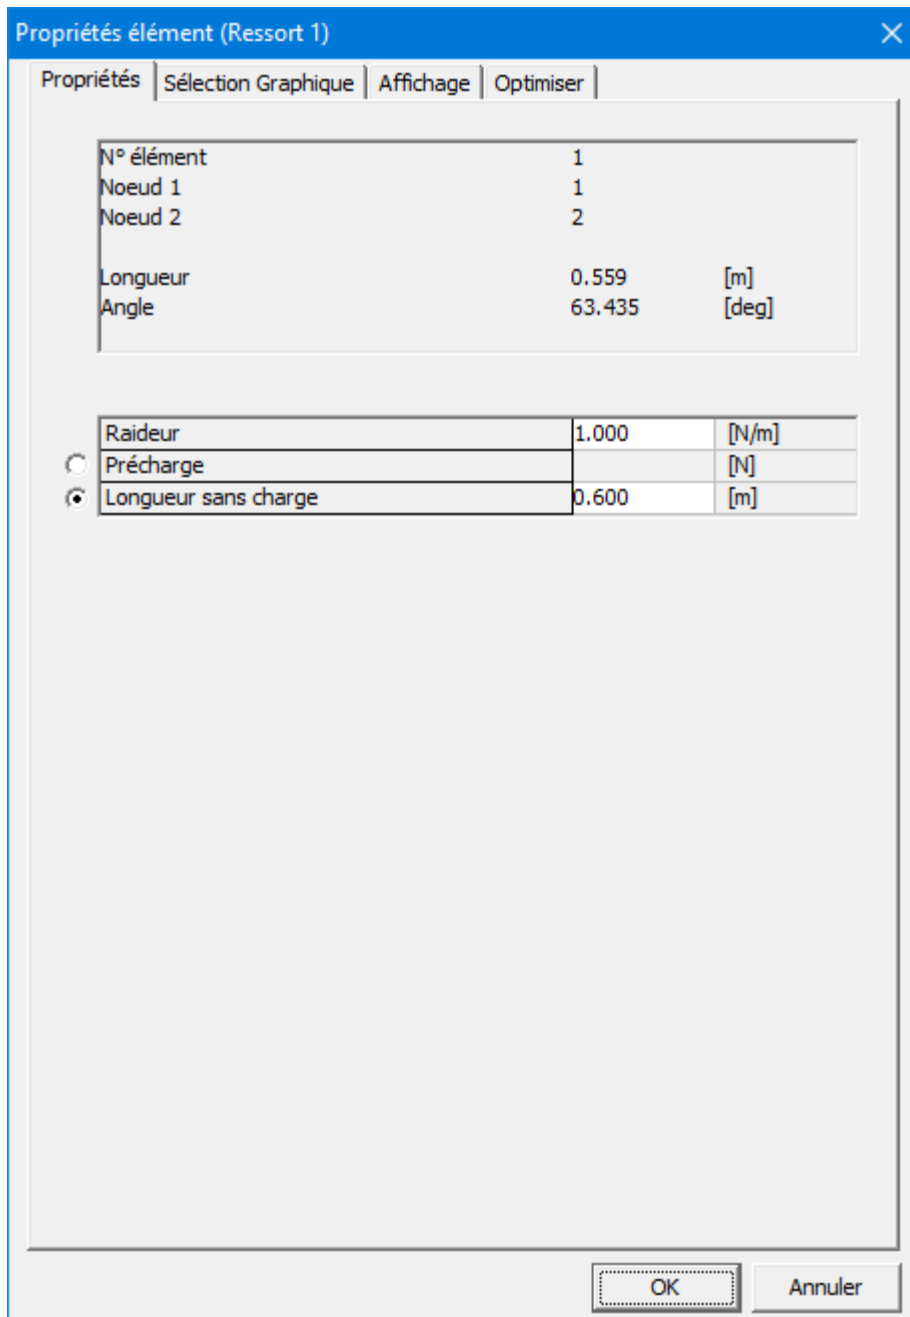 Propriétés élément (Ressort 1)
Propriétés Sélection Graphique Affichage Optimiser
N° élément 1
Noeud 1 1
Noeud 2 2
Longueur 0.559 [m]
Angle 63.435 [deg]
Raideur 1.000 [N/m]
Précharge [N]
Longueur sans charge 0.600 [m]
OK Annuler